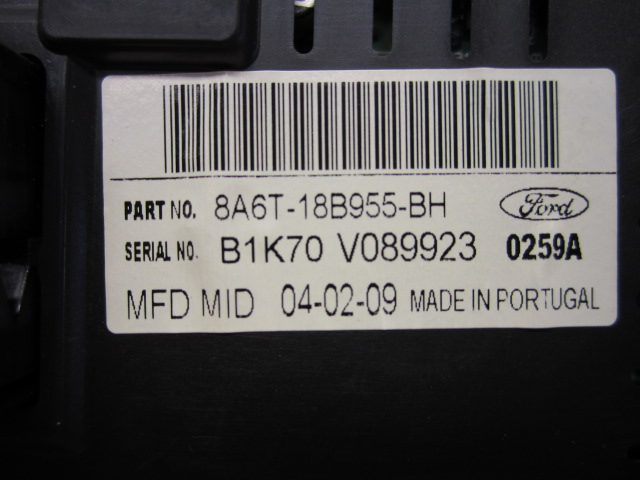 PART NO. 8A6T-18B955-BH Ford
SERIAL NO. B1K70 V089923 0259A
MFD MID 04-02-09 MADE IN PORTUGAL